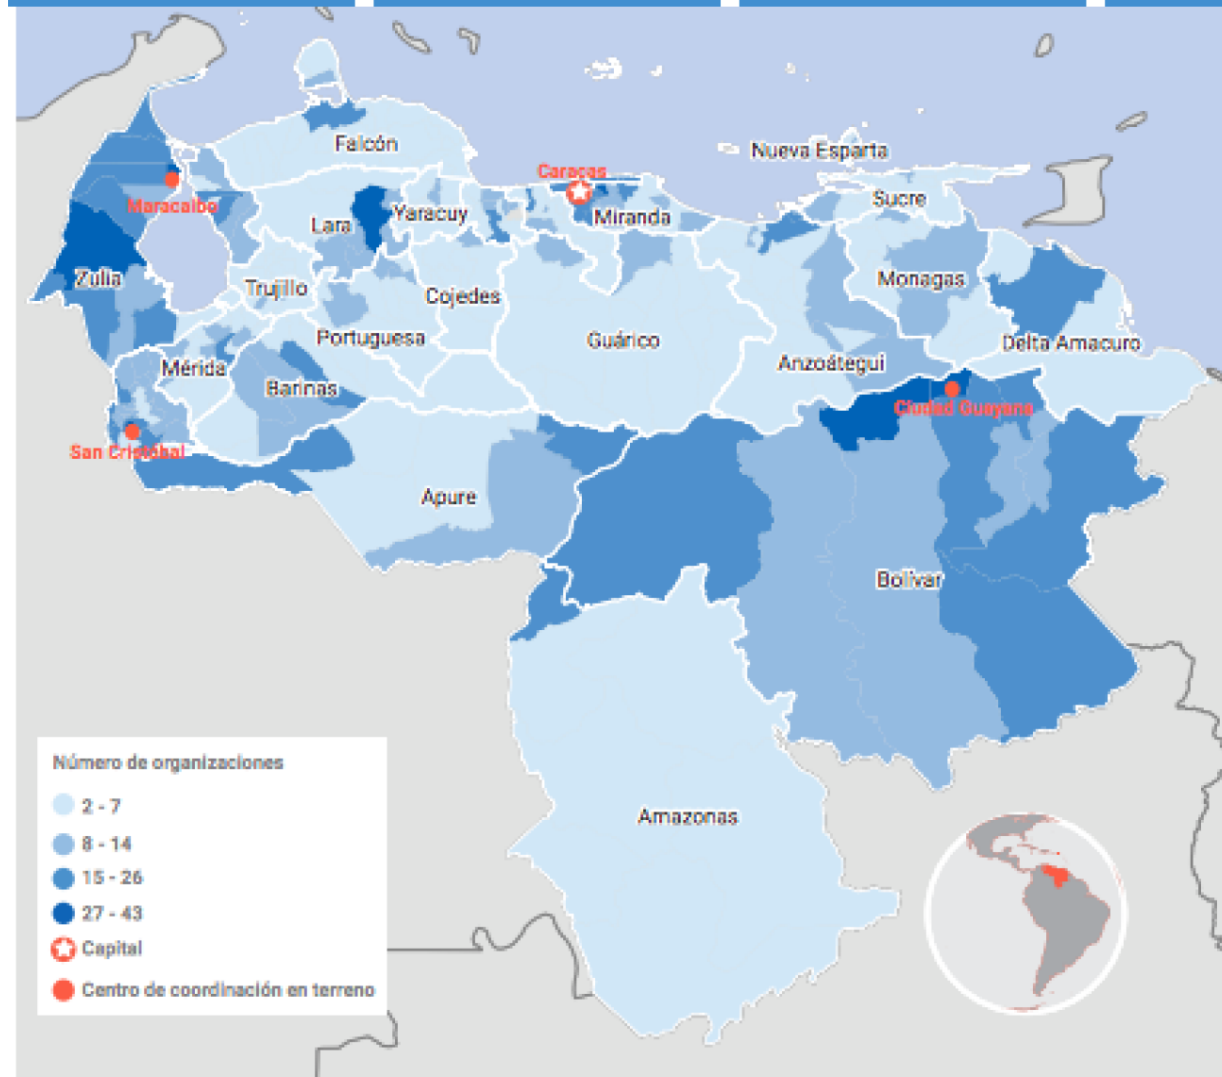 Falcón
Nueva Esparta
Caracas
Maracaibo
Sucre
Lara
Yaracuy
Miranda
Zulia
Trujillo
Cojedes
Monagas
Portuguesa
Guárico
Delta Amacuro
Mérida
Barinas
Anzoátegui
Ciudad Guayana
San Cristóbal
Apure
Bolívar
Amazonas
Número de organizaciones
2 - 7
8 - 14
15 - 26
27 - 43
Capital
Centro de coordinación en terreno